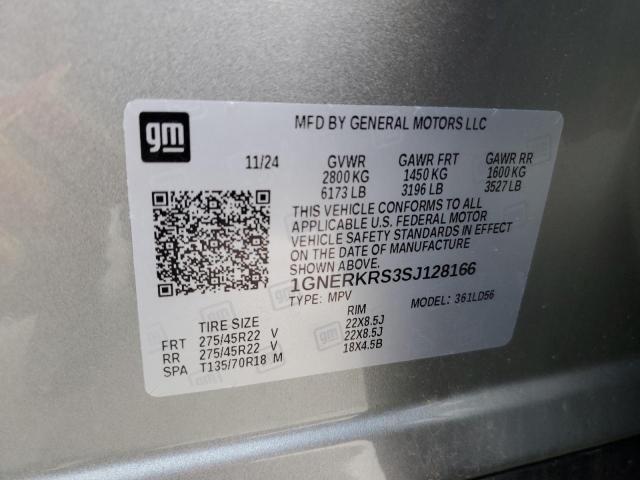 gm
MFD BY GENERAL MOTORS LLC
11/24 GVWR GAWR FRT GAWR RR
2800 KG 1450 KG 1600 KG
6173 LB 3196 LB 3527 LB
THIS VEHICLE CONFORMS TO ALL
APPLICABLE U.S. FEDERAL MOTOR
VEHICLE SAFETY STANDARDS IN EFFECT
ON THE DATE OF MANUFACTURE
SHOWN ABOVE.
1GNERKRS3SJ128166
TYPE: MPV MODEL: 361LD56
TIRE SIZE RIM
FRT 275/45R22 V 22X8.5J
RR 275/45R22 V 22X8.5J
SPA T135/70R18 M 18X4.5B